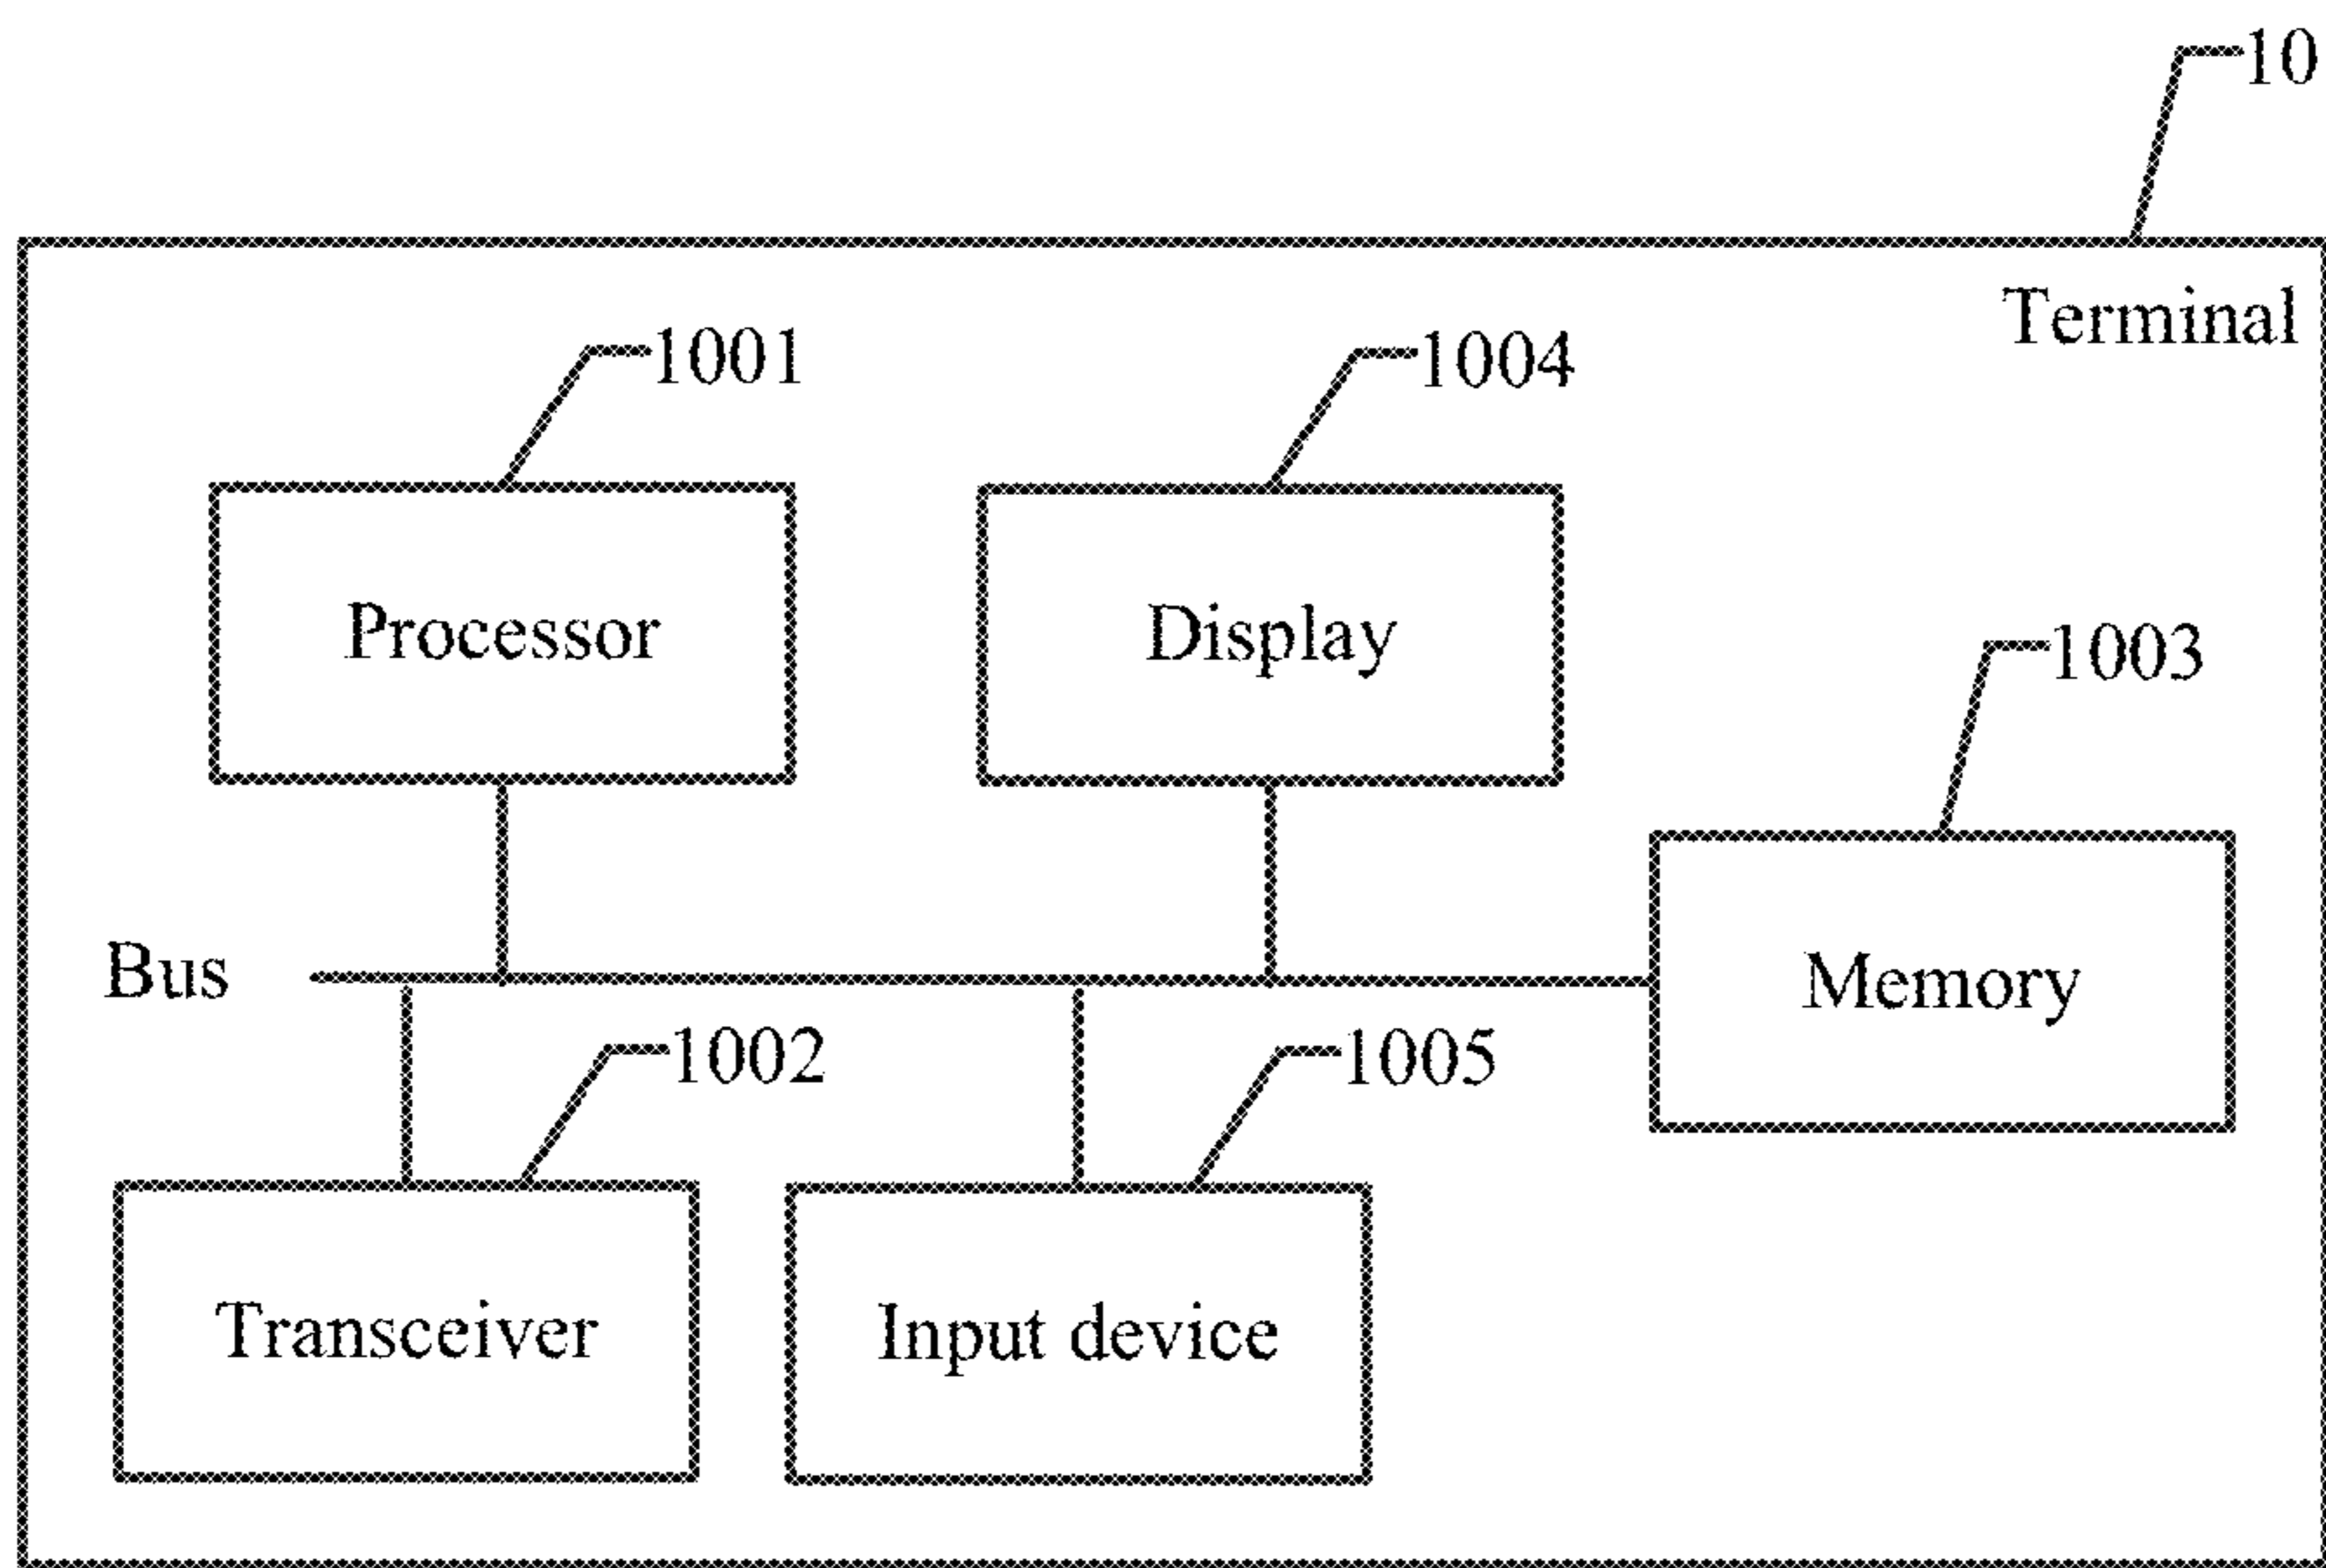 10
Terminal
1001
1004
Processor
Display
1003
Bus
Memory
1002
1005
Transceiver
Input device